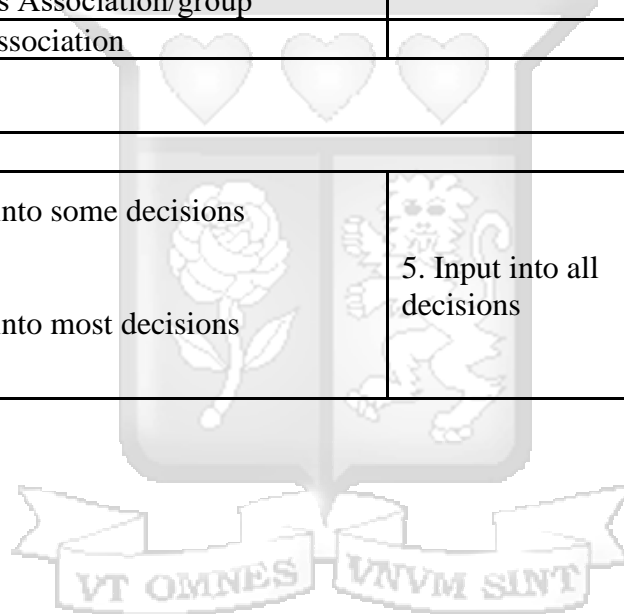 s Association/group
ssociation
nto some decisions
nto most decisions
5. Input into all
decisions
VT OMNES VNVM SINT